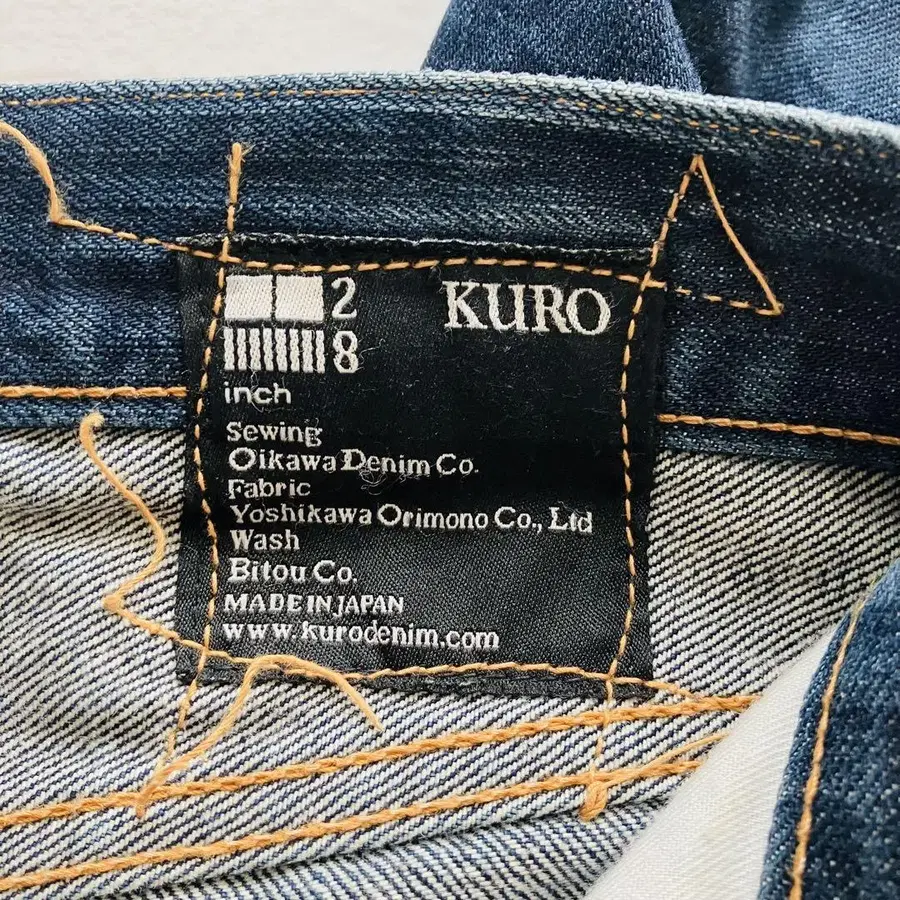 2
KURO
8
inch
Sewing
Oikawa Denim Co.
Fabric
Yoshikawa Orimono Co., Ltd
Wash
Bitou Co.
MADE IN JAPAN
www.kurodenim.com